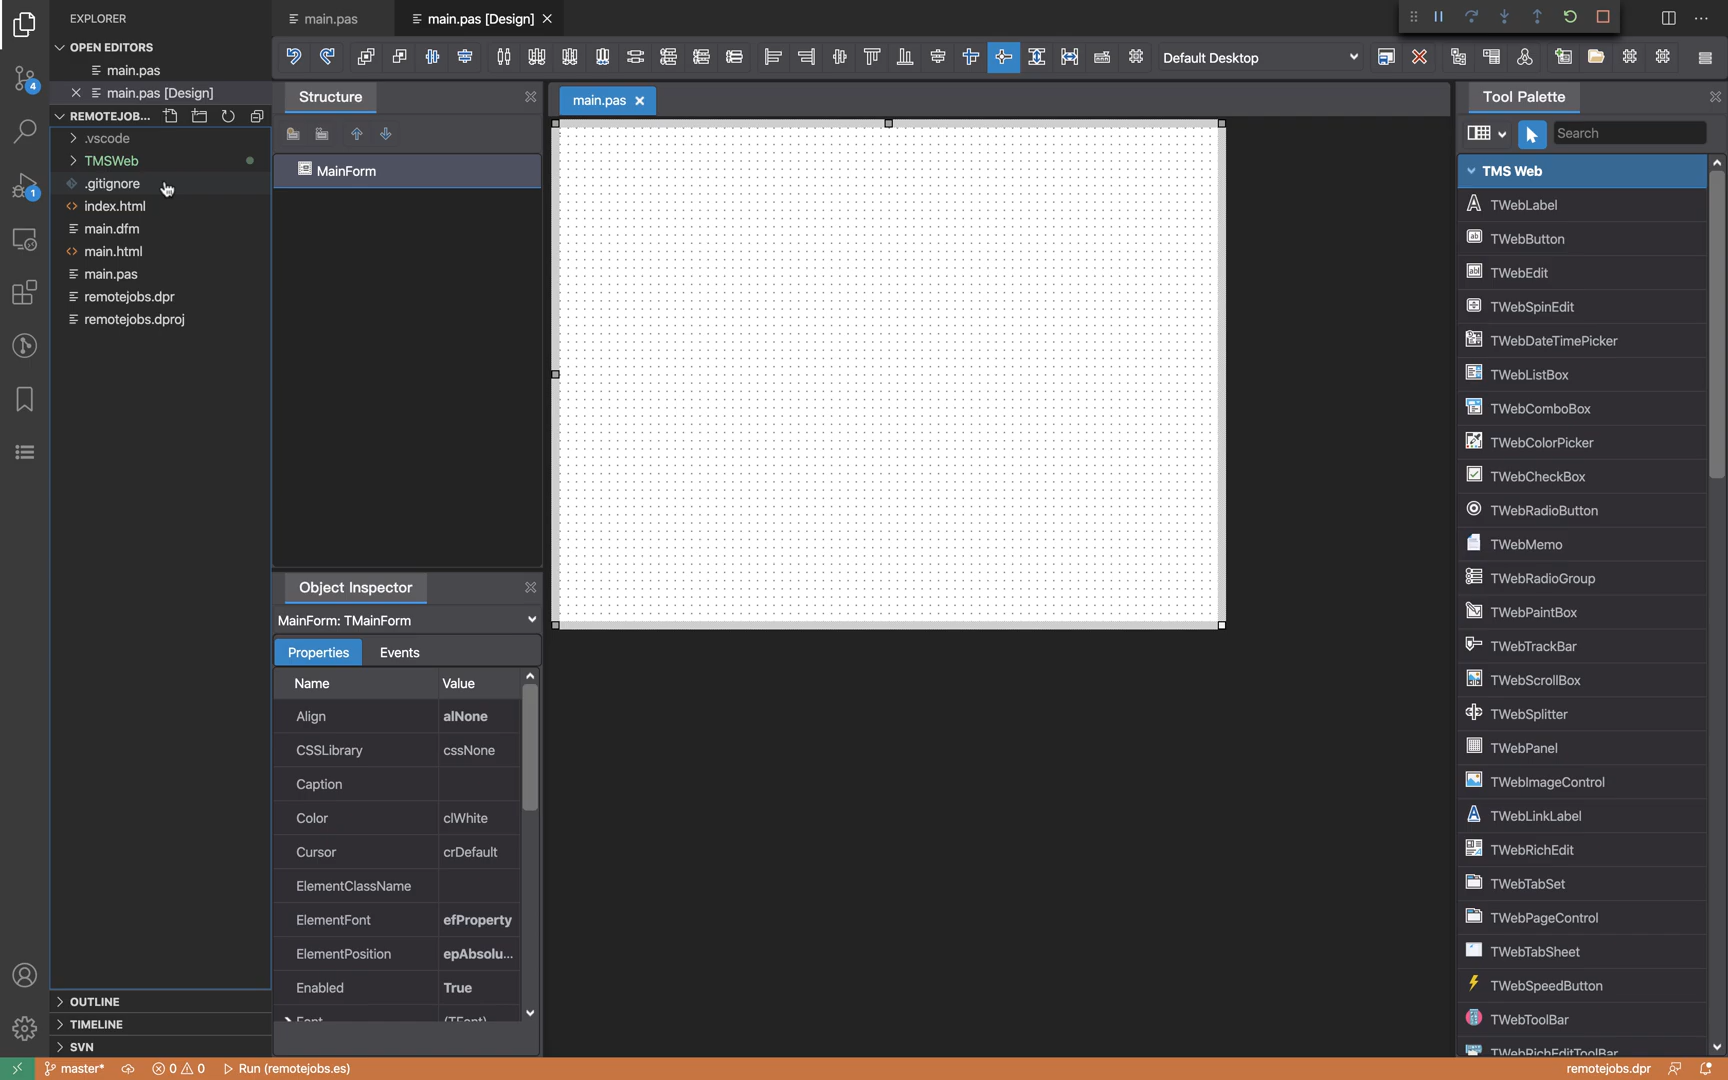 EXPLORER
OPEN EDITORS
main.pas
main.pas [Design]
REMOTEJOB...
.vscode
TMSWeb
.gitignore
index.html
main.dfm
main.html
main.pas
remotejobs.dpr
remotejobs.dproj
OUTLINE
TIMELINE
SVN
4
1
main.pas
main.pas [Design]
Default Desktop
Structure
MainForm
Object Inspector
MainForm: TMainForm
Properties Events
Name Value
Align alNone
CSSLibrary cssNone
Caption
Color clWhite
Cursor crDefault
ElementClassName
ElementFont efProperty
ElementPosition epAbsolu...
Enabled True
Font (TFont)
main.pas
Tool Palette
Search
TMS Web
TWebLabel
TWebButton
TWebEdit
TWebSpinEdit
TWebDateTimePicker
TWebListBox
TWebComboBox
TWebColorPicker
TWebCheckBox
TWebRadioButton
TWebMemo
TWebRadioGroup
TWebPaintBox
TWebTrackBar
TWebScrollBox
TWebSplitter
TWebPanel
TWebImageControl
TWebLinkLabel
TWebRichEdit
TWebTabSet
TWebPageControl
TWebTabSheet
TWebSpeedButton
TWebToolBar
TWebRichEditToolBar
master* 0 0 Run (remotejobs.es) remotejobs.dpr